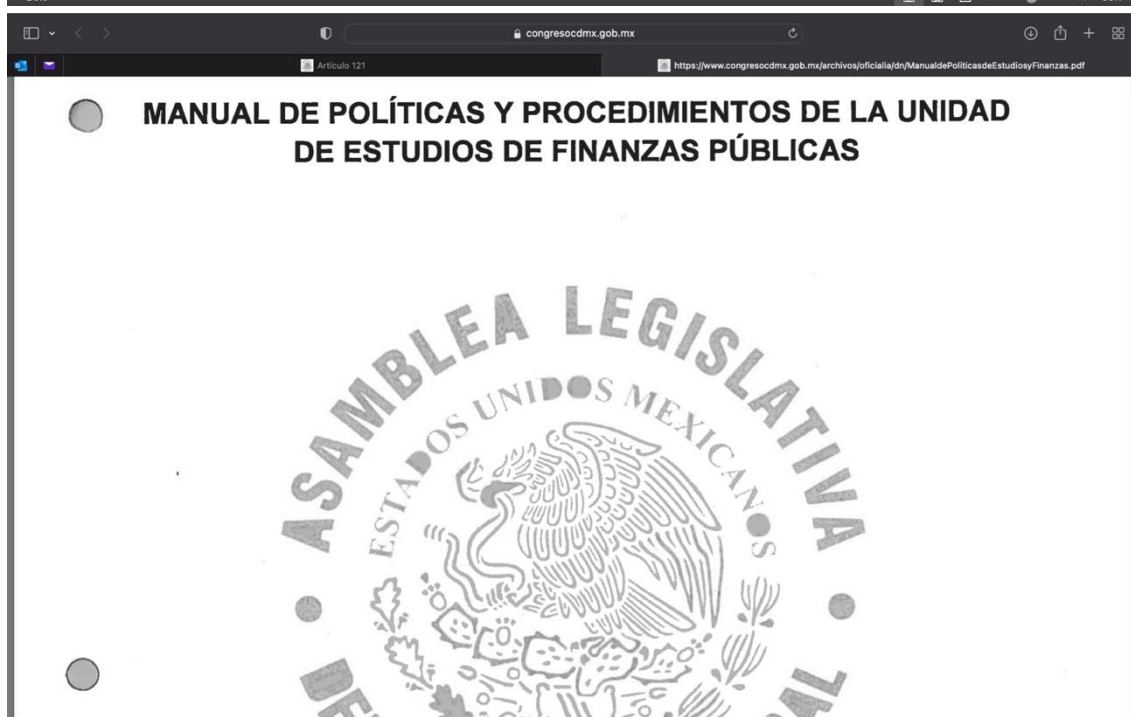 congresocdmx.gob.mx
Artículo 121
https://www.congresocdmx.gob.mx/archivos/oficialia/dn/ManualdePoliticasdeEstudiosyFinanzas.pdf
MANUAL DE POLÍTICAS Y PROCEDIMIENTOS DE LA UNIDAD
DE ESTUDIOS DE FINANZAS PÚBLICAS
ASAMBLEA LEGISLATIVA
ESTADOS UNIDOS MEXICANOS